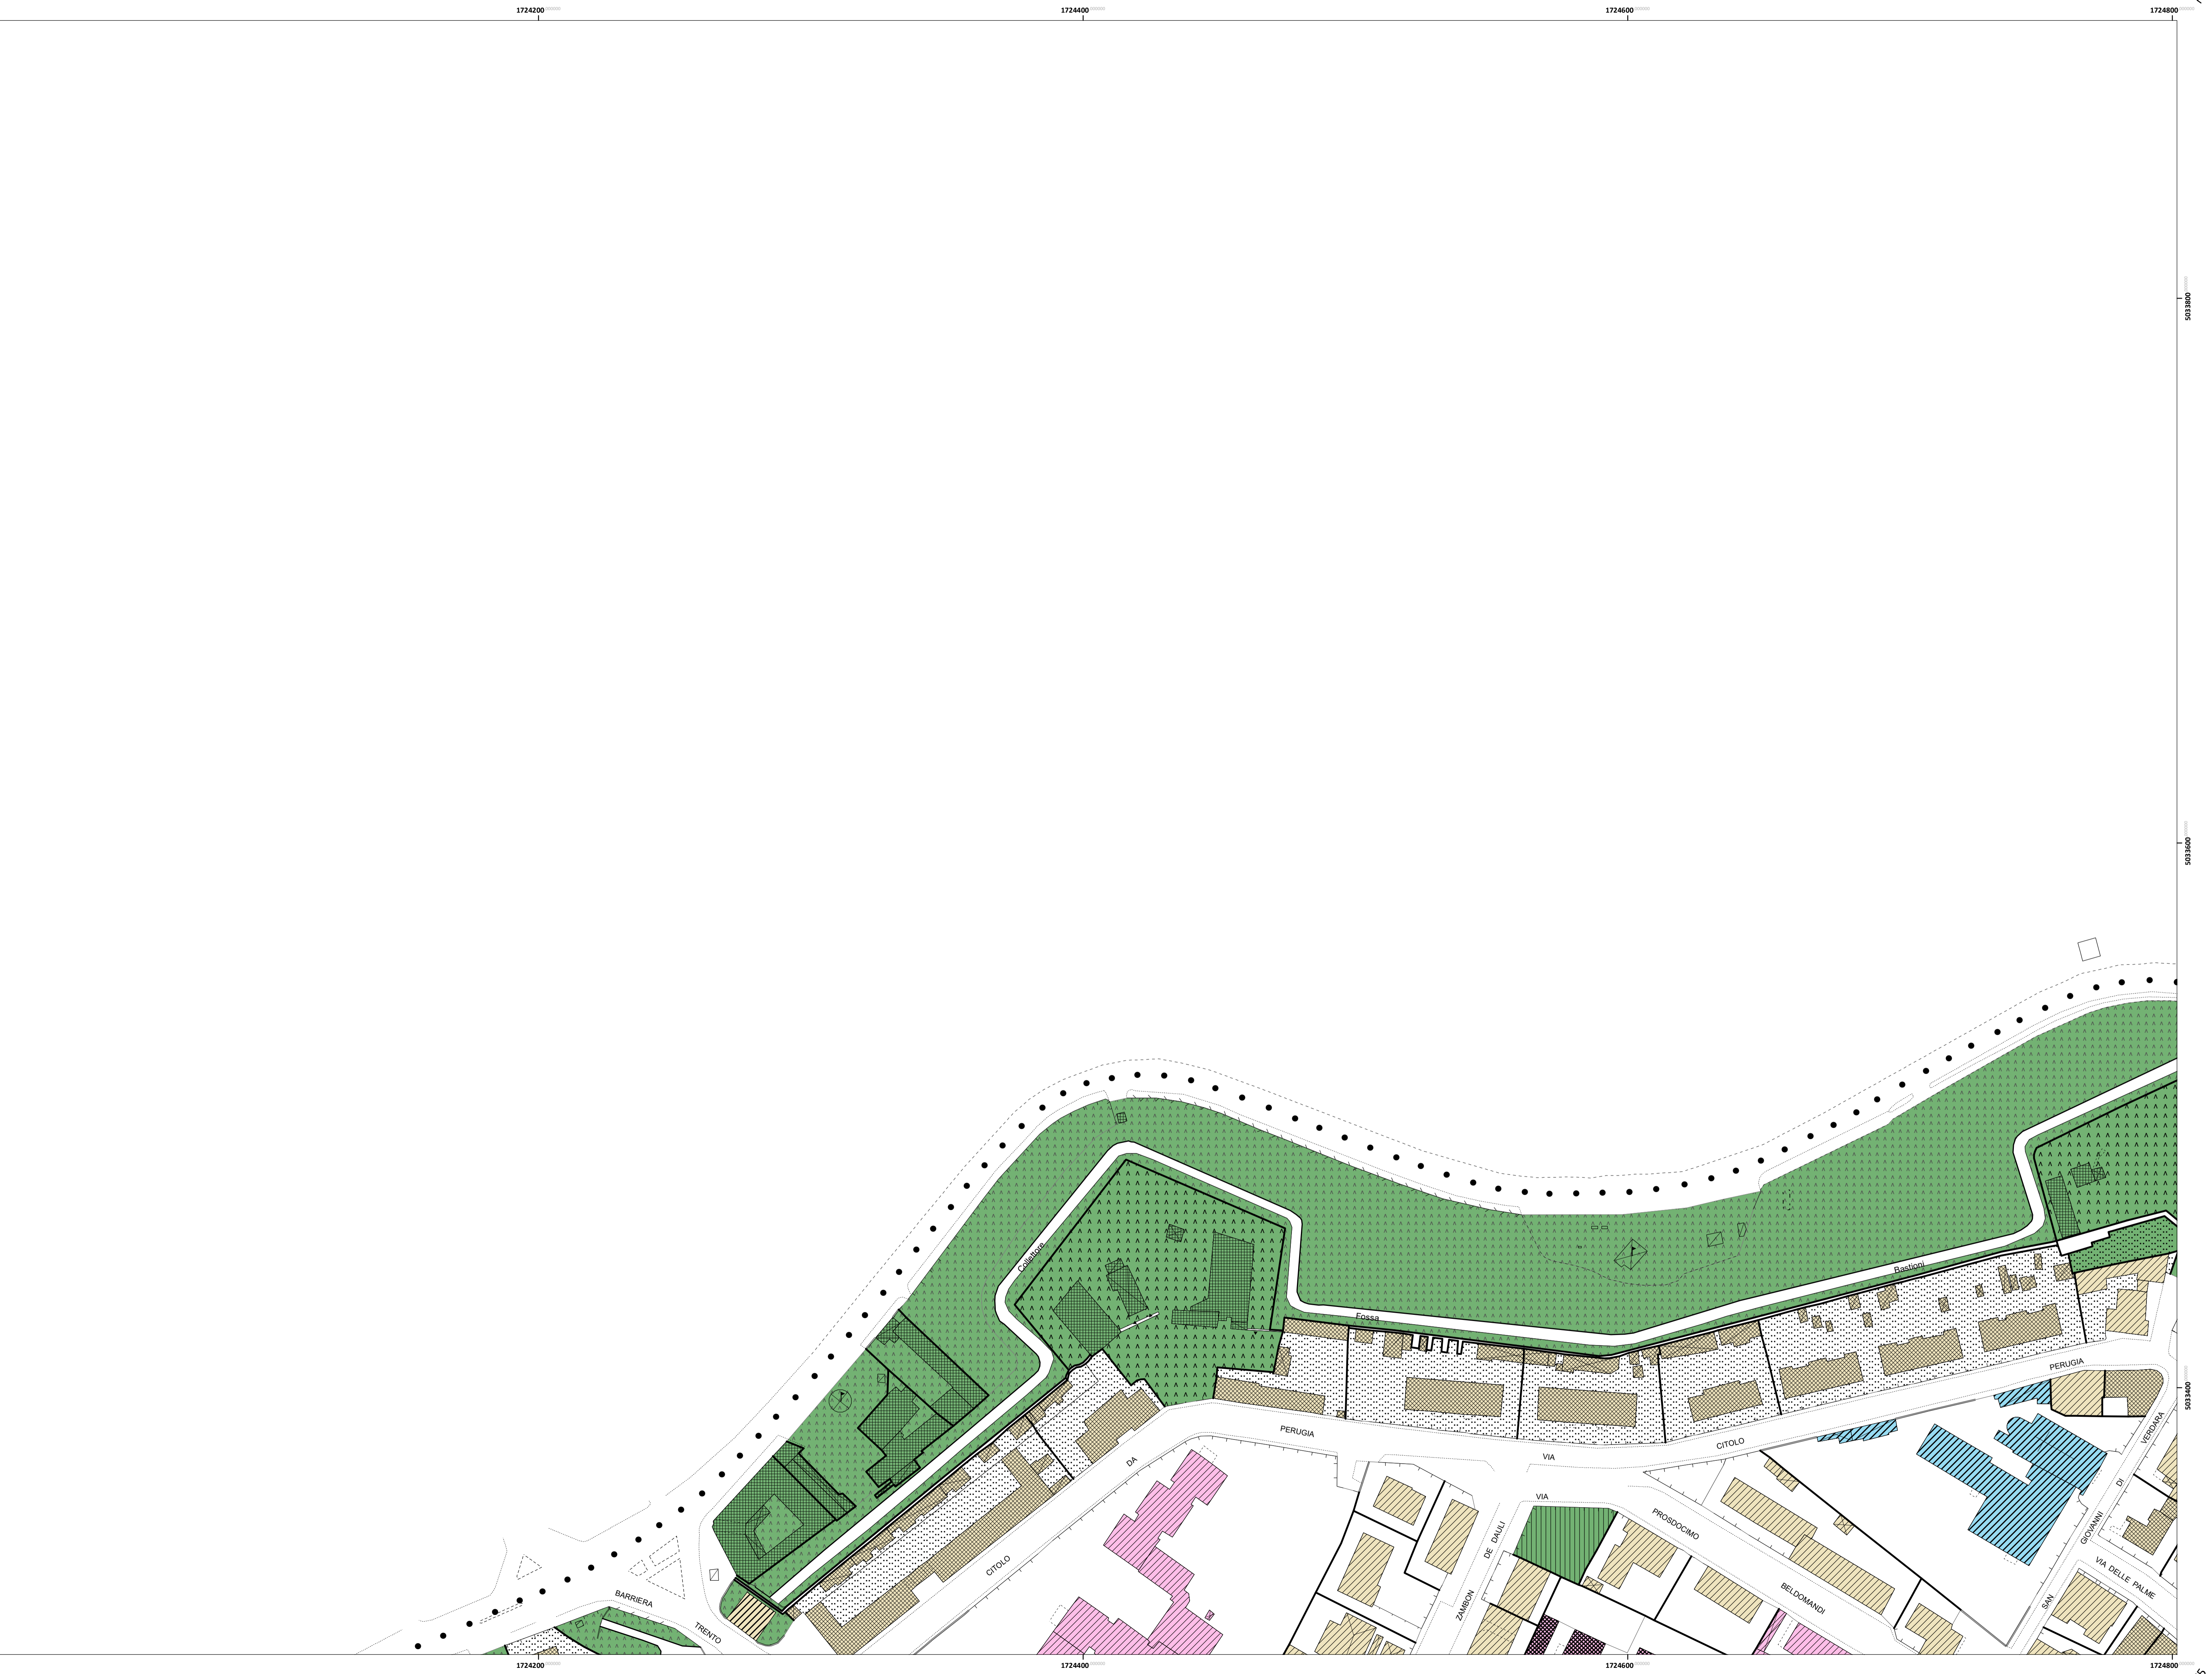 1724200
1724400
1724600
1724800
5033800
5033600
5033400
Collettore
Fossa
Bastioni
PERUGIA
DA
PERUGIA
VIA
CITOLO
VERDARA
VIA
PROSDOCIMO
DE DAULI
DI
GIOVANNI
CITOLO
VIA DELLE PALME
BARRIERA
BELDOMANDI
ZAMBON
SAN
TRENTO
1724200
1724400
1724600
1724800